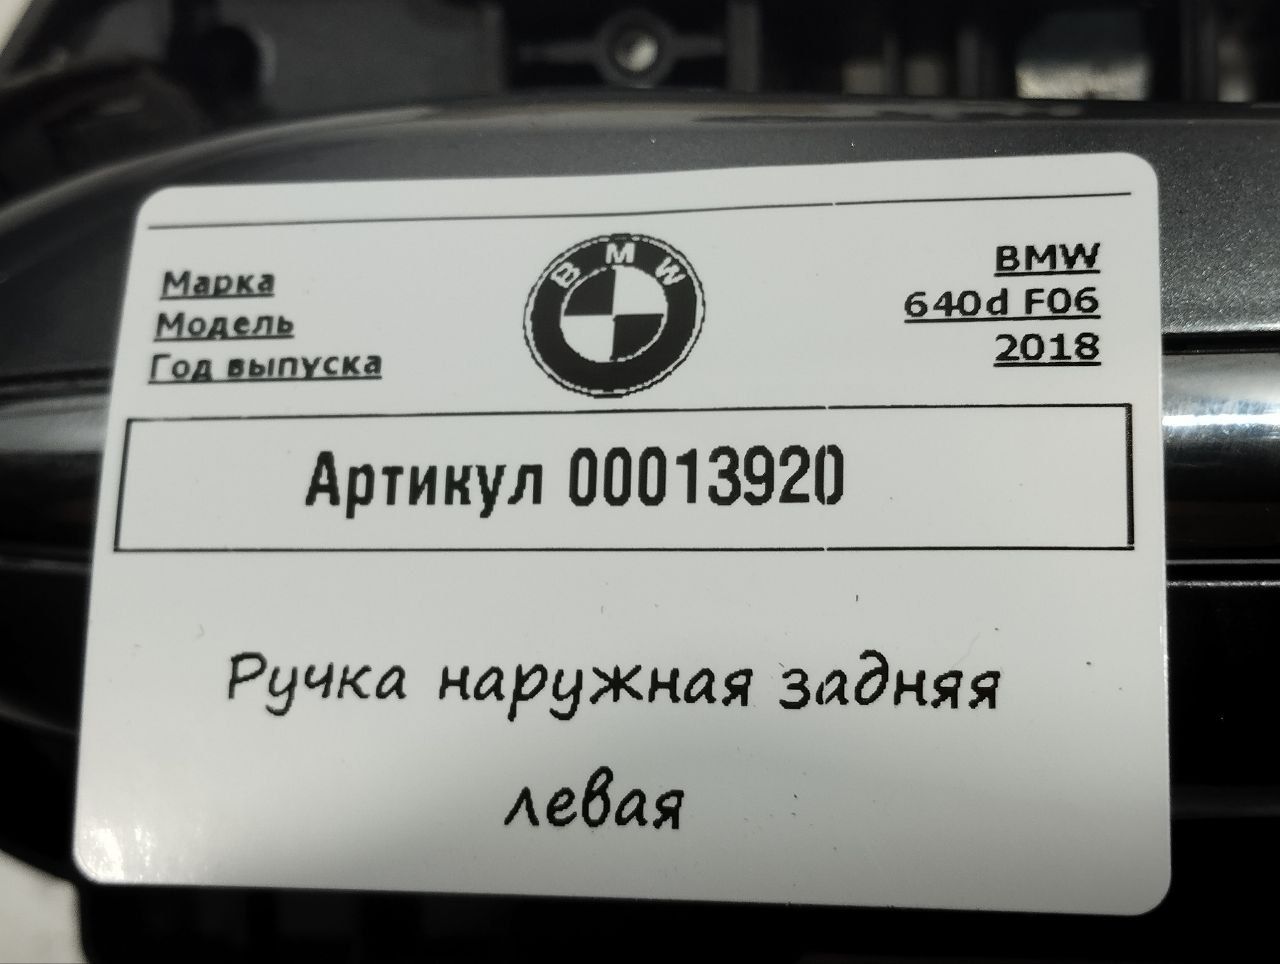 Марка
Модель
Год выпуска
BMW
BMW
640d F06
2018
Артикул 00013920
Ручка наружная задняя
левая